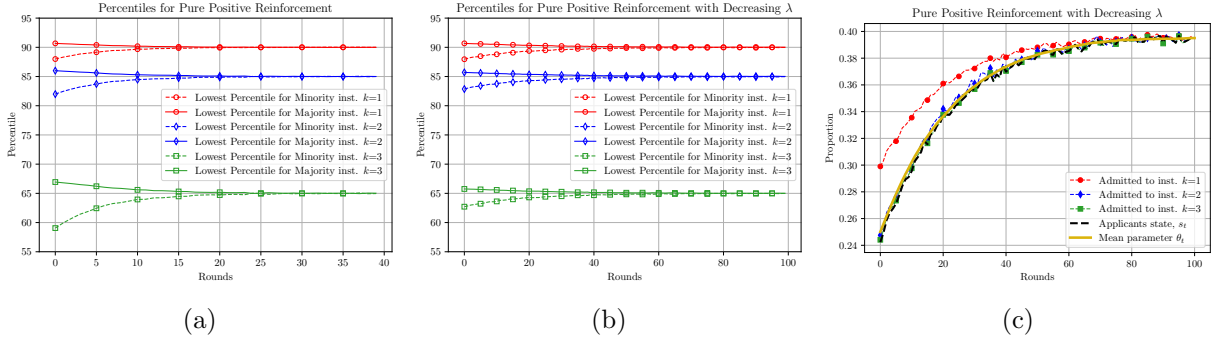 Percentiles for Pure Positive Reinforcement
95
90
85
80
75
70
65
60
55
Percentile
Lowest Percentile for Minority inst. k=1
Lowest Percentile for Majority inst. k=1
Lowest Percentile for Minority inst. k=2
Lowest Percentile for Majority inst. k=2
Lowest Percentile for Minority inst. k=3
Lowest Percentile for Majority inst. k=3
0 5 10 15 20 25 30 35 40
Rounds
(a)
Percentiles for Pure Positive Reinforcement with Decreasing λ
95
90
85
80
75
70
65
60
55
Percentile
Lowest Percentile for Minority inst. k=1
Lowest Percentile for Majority inst. k=1
Lowest Percentile for Minority inst. k=2
Lowest Percentile for Majority inst. k=2
Lowest Percentile for Minority inst. k=3
Lowest Percentile for Majority inst. k=3
0 20 40 60 80 100
Rounds
(b)
Pure Positive Reinforcement with Decreasing λ
0.40
0.38
0.36
0.34
0.32
0.30
0.28
0.26
0.24
Proportion
Admitted to inst. k=1
Admitted to inst. k=2
Admitted to inst. k=3
Applicants state, sₜ
Mean parameter θₜ
0 20 40 60 80 100
Rounds
(c)